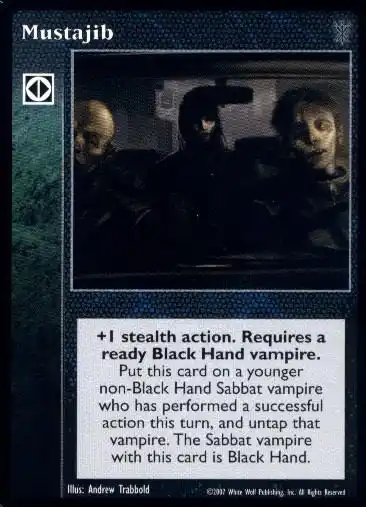 Mustajib
+1 stealth action. Requires a
ready Black Hand vampire.
Put this card on a younger
non-Black Hand Sabbat vampire
who has performed a successful
action this turn, and untap that
vampire. The Sabbat vampire
with this card is Black Hand.
Illus: Andrew Trabbold
©2007 White Wolf Publishing, Inc. All Rights Reserved